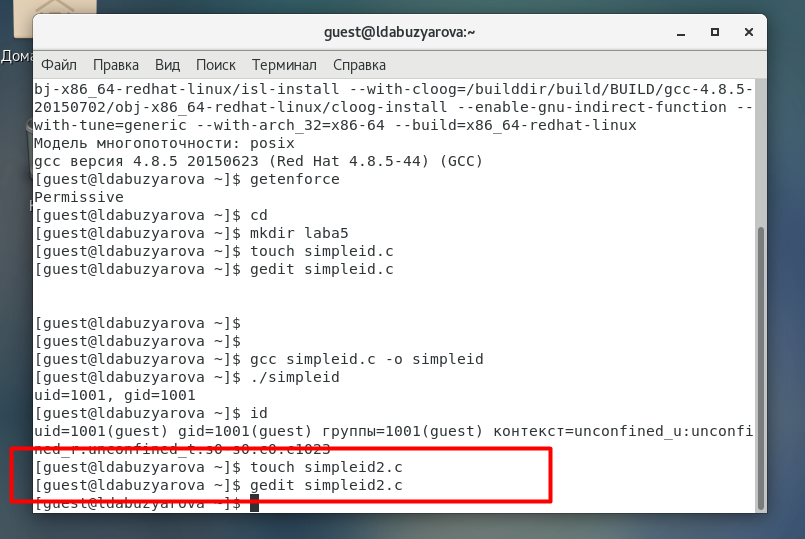 guest@ldabuzyarova:~
Дома
Файл Правка Вид Поиск Терминал Справка
bj-x86_64-redhat-linux/isl-install --with-cloog=/builddir/build/BUILD/gcc-4.8.5-
20150702/obj-x86_64-redhat-linux/cloog-install --enable-gnu-indirect-function --
with-tune=generic --with-arch_32=x86-64 --build=x86_64-redhat-linux
Модель многопоточности: posix
gcc версия 4.8.5 20150623 (Red Hat 4.8.5-44) (GCC)
[guest@ldabuzyarova ~]$ getenforce
Permissive
[guest@ldabuzyarova ~]$ cd
[guest@ldabuzyarova ~]$ mkdir laba5
[guest@ldabuzyarova ~]$ touch simpleid.c
[guest@ldabuzyarova ~]$ gedit simpleid.c
[guest@ldabuzyarova ~]$
[guest@ldabuzyarova ~]$
[guest@ldabuzyarova ~]$ gcc simpleid.c -o simpleid
[guest@ldabuzyarova ~]$ ./simpleid
uid=1001, gid=1001
[guest@ldabuzyarova ~]$ id
uid=1001(guest) gid=1001(guest) группы=1001(guest) контекст=unconfined_u:unconfi
ned_r:unconfined_t:s0-s0:c0.c1023
[guest@ldabuzyarova ~]$ touch simpleid2.c
[guest@ldabuzyarova ~]$ gedit simpleid2.c
[guest@ldabuzyarova ~]$